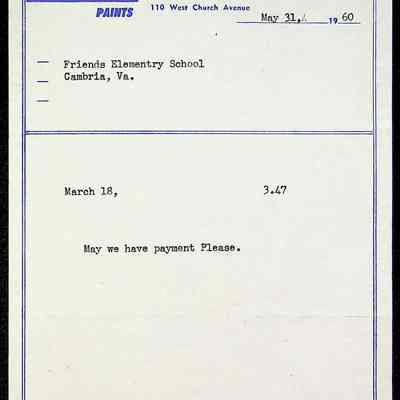 PAINTS
110 West Church Avenue
May 31, 1960
Friends Elementry School
Cambria, Va.
March 18, 3.47
May we have payment Please.